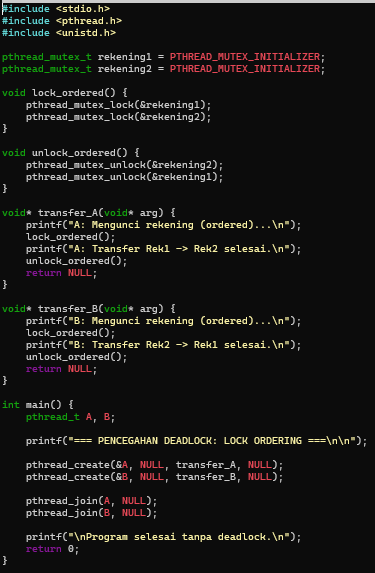 #include <stdio.h>
#include <pthread.h>
#include <unistd.h>

pthread_mutex_t rekening1 = PTHREAD_MUTEX_INITIALIZER;
pthread_mutex_t rekening2 = PTHREAD_MUTEX_INITIALIZER;

void lock_ordered() {
    pthread_mutex_lock(&rekening1);
    pthread_mutex_lock(&rekening2);
}

void unlock_ordered() {
    pthread_mutex_unlock(&rekening2);
    pthread_mutex_unlock(&rekening1);
}

void* transfer_A(void* arg) {
    printf("A: Mengunci rekening (ordered)...\n");
    lock_ordered();
    printf("A: Transfer Rek1 -> Rek2 selesai.\n");
    unlock_ordered();
    return NULL;
}

void* transfer_B(void* arg) {
    printf("B: Mengunci rekening (ordered)...\n");
    lock_ordered();
    printf("B: Transfer Rek2 -> Rek1 selesai.\n");
    unlock_ordered();
    return NULL;
}

int main() {
    pthread_t A, B;

    printf("=== PENCEGAHAN DEADLOCK: LOCK ORDERING ===\n\n");

    pthread_create(&A, NULL, transfer_A, NULL);
    pthread_create(&B, NULL, transfer_B, NULL);

    pthread_join(A, NULL);
    pthread_join(B, NULL);

    printf("\nProgram selesai tanpa deadlock.\n");
    return 0;
}